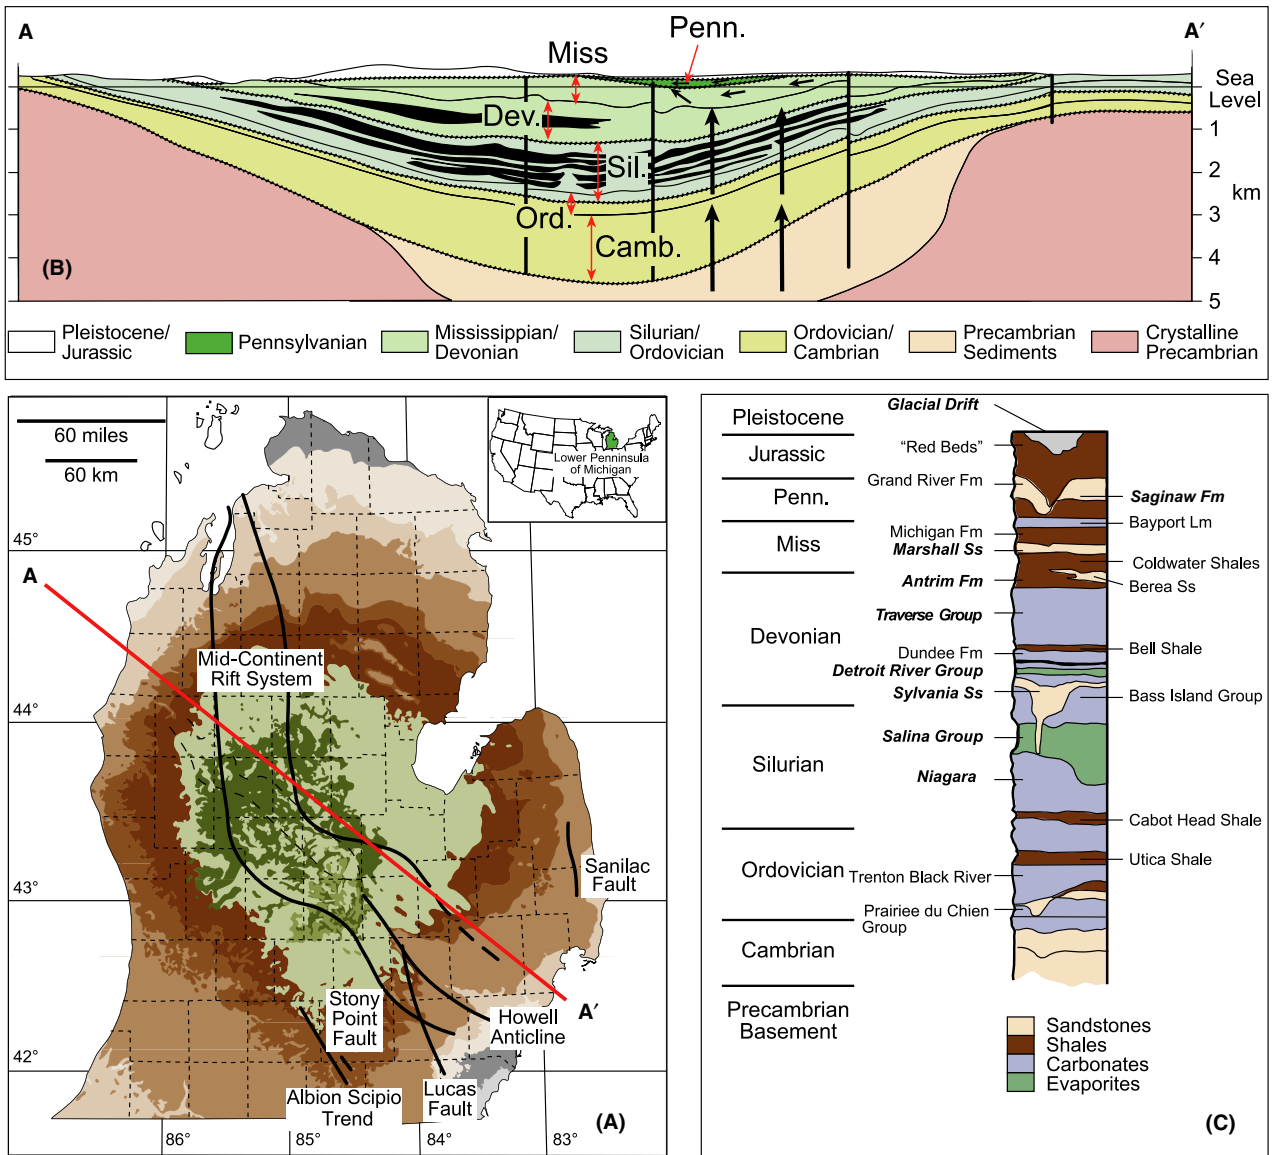 A
A′
Miss
Penn.
Dev.
Sil.
Ord.
Camb.
(B)
Sea
Level
1
2
km
3
4
5
Pleistocene/
Jurassic
Pennsylvanian
Mississippian/
Devonian
Silurian/
Ordovician
Ordovician/
Cambrian
Precambrian
Sediments
Crystalline
Precambrian
60 miles
60 km
Lower Penninsula
of Michigan
45°
A
Mid-Continent
Rift System
44°
43°
Sanilac
Fault
A′
Stony
Point
Fault
Howell
Anticline
42°
Albion Scipio
Trend
Lucas
Fault
(A)
86°
85°
84°
83°
Pleistocene
Jurassic
Penn.
Miss
Devonian
Silurian
Ordovician
Cambrian
Precambrian
Basement
Glacial Drift
“Red Beds”
Grand River Fm
Saginaw Fm
Bayport Lm
Michigan Fm
Marshall Ss
Coldwater Shales
Antrim Fm
Berea Ss
Traverse Group
Bell Shale
Dundee Fm
Detroit River Group
Sylvania Ss
Bass Island Group
Salina Group
Niagara
Cabot Head Shale
Utica Shale
Trenton Black River
Prairiee du Chien
Group
Sandstones
Shales
Carbonates
Evaporites
(C)